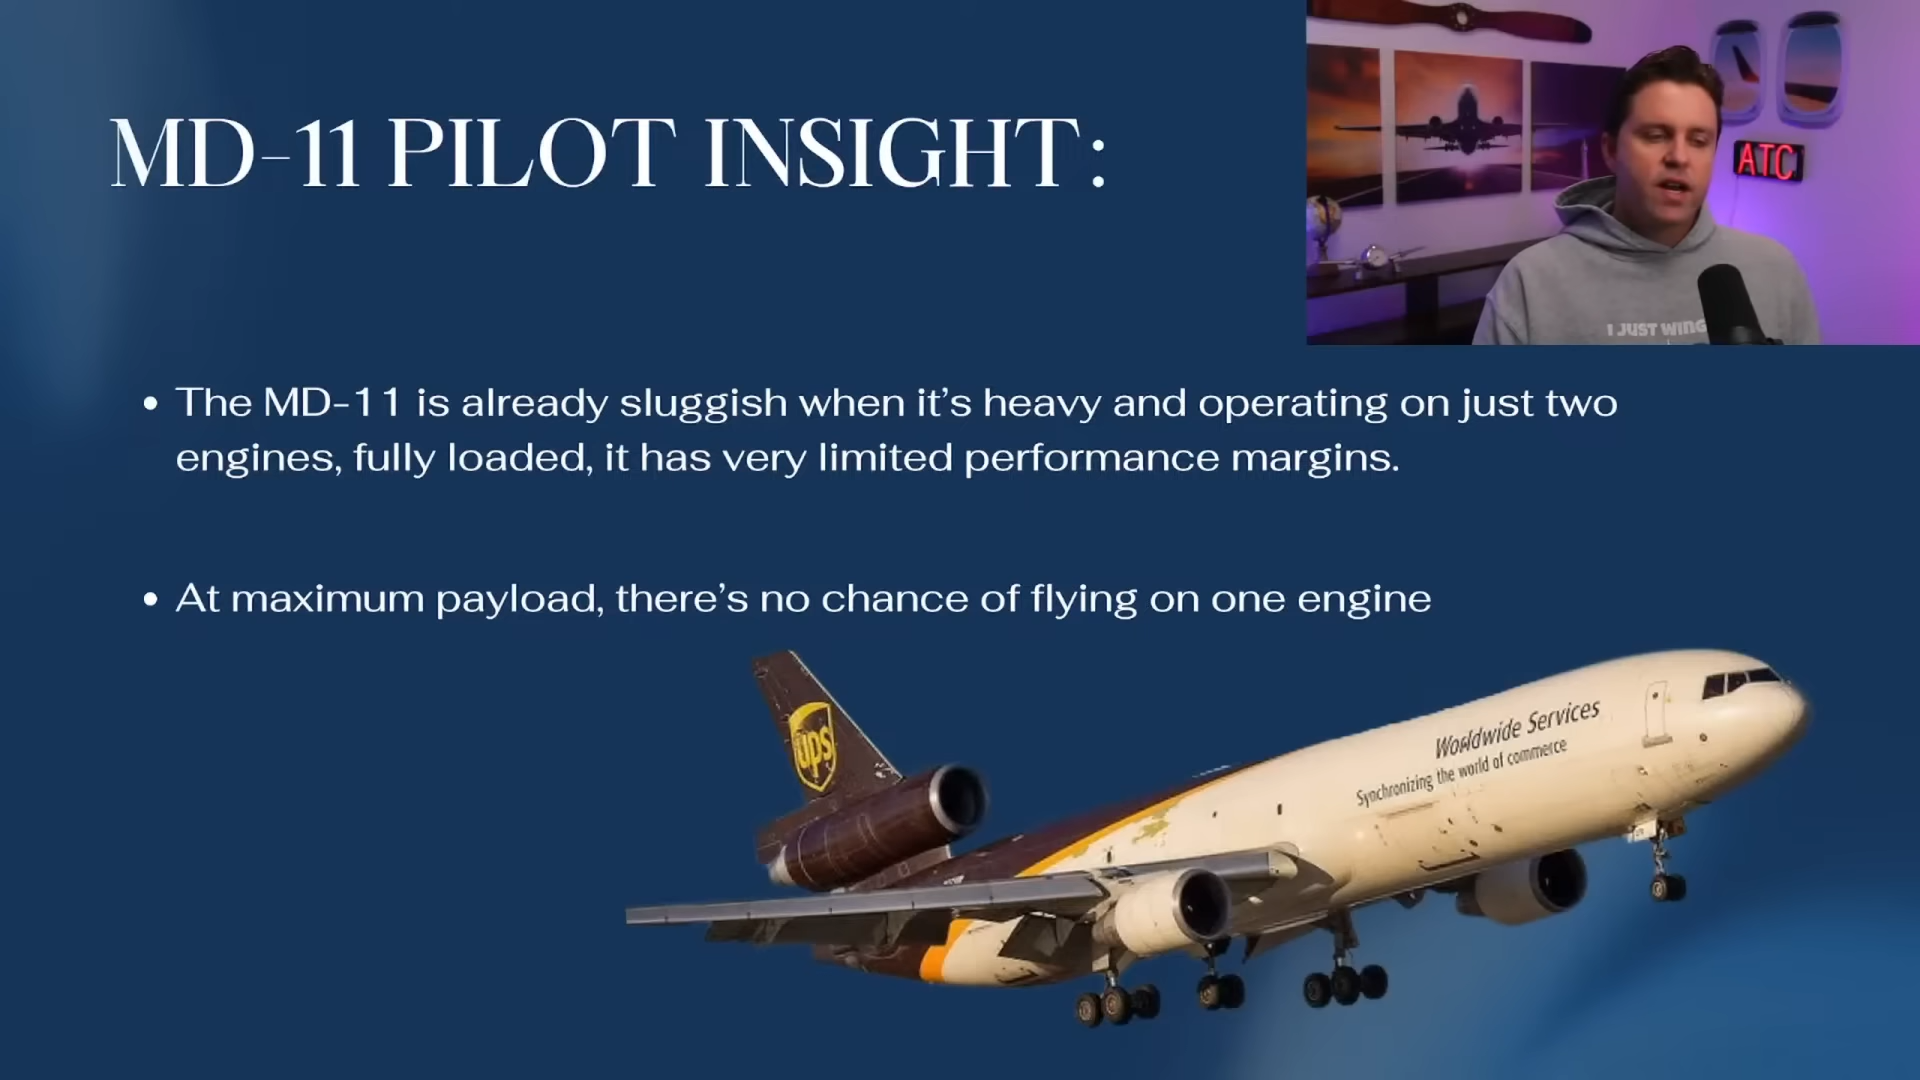 MD-11 PILOT INSIGHT:
ATC
I JUST WING
• The MD-11 is already sluggish when it's heavy and operating on just two
engines, fully loaded, it has very limited performance margins.
• At maximum payload, there's no chance of flying on one engine
ups
Worldwide Services
Synchronizing the world of commerce